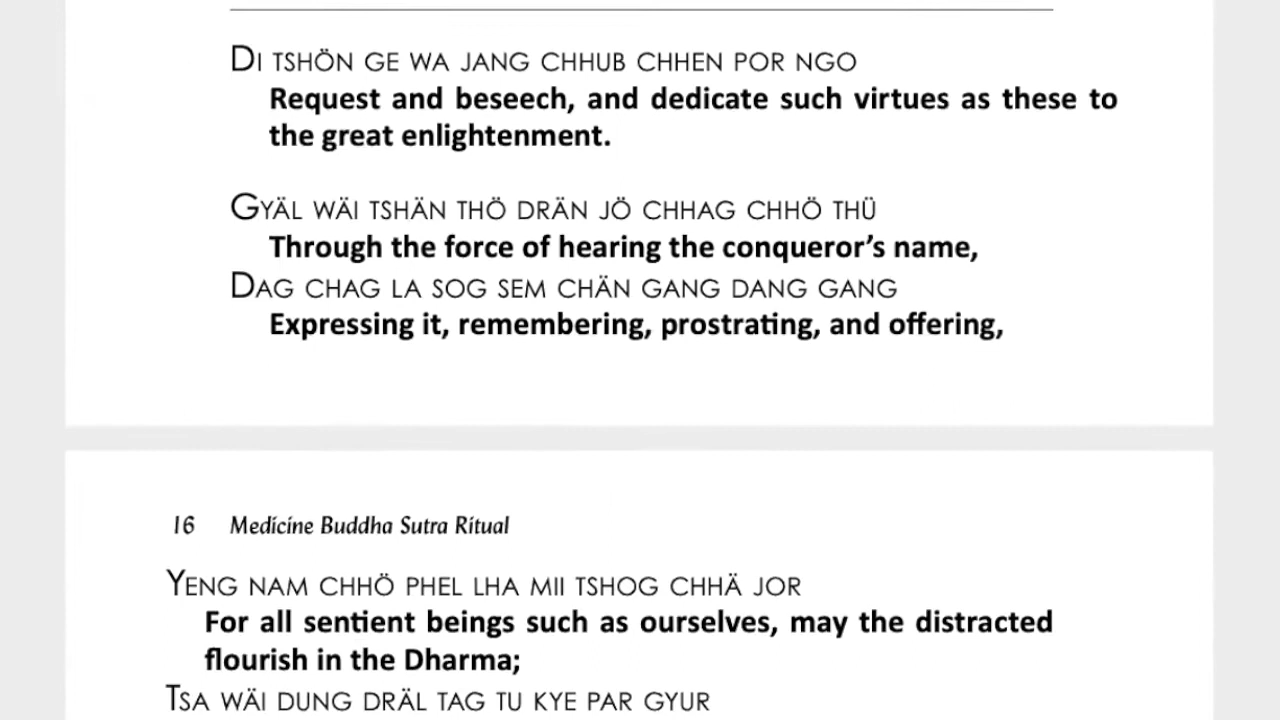 DI TSHÖN GE WA JANG CHHUB CHHEN POR NGO
Request and beseech, and dedicate such virtues as these to
the great enlightenment.
GYÄL WÄI TSHÄN THÖ DRÄN JÖ CHHAG CHHÖ THÜ
Through the force of hearing the conqueror’s name,
DAG CHAG LA SOG SEM CHÄN GANG DANG GANG
Expressing it, remembering, prostrating, and offering,
16 Medicine Buddha Sutra Ritual
YENG NAM CHHÖ PHEL LHA MII TSHOG CHHÄ JOR
For all sentient beings such as ourselves, may the distracted
flourish in the Dharma;
TSA WÄI DUNG DRÄL TAG TU KYE PAR GYUR